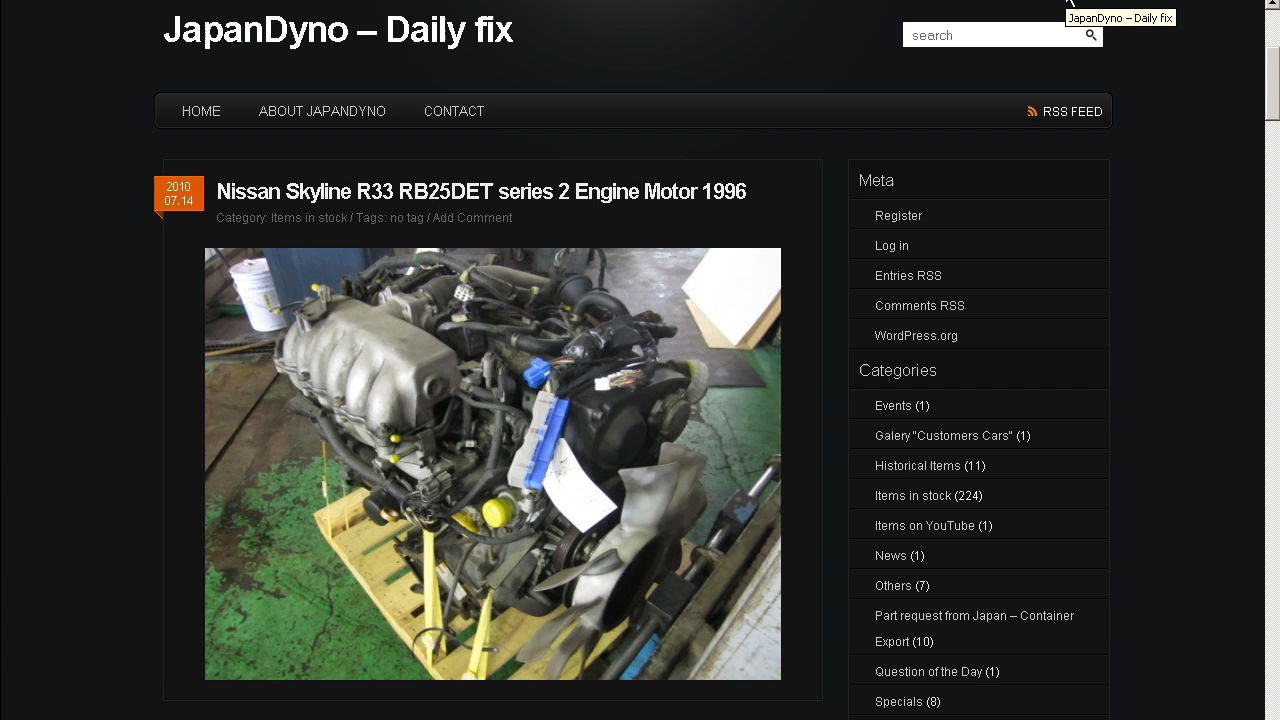 JapanDyno – Daily fix
JapanDyno – Daily fix
search
HOME
ABOUT JAPANDYNO
CONTACT
RSS FEED
2010
07.14
Nissan Skyline R33 RB25DET series 2 Engine Motor 1996
Category: Items in stock / Tags: no tag / Add Comment
Meta
Register
Log in
Entries RSS
Comments RSS
WordPress.org
Categories
Events (1)
Galery "Customers Cars" (1)
Historical Items (11)
Items in stock (224)
Items on YouTube (1)
News (1)
Others (7)
Part request from Japan – Container
Export (10)
Question of the Day (1)
Specials (8)